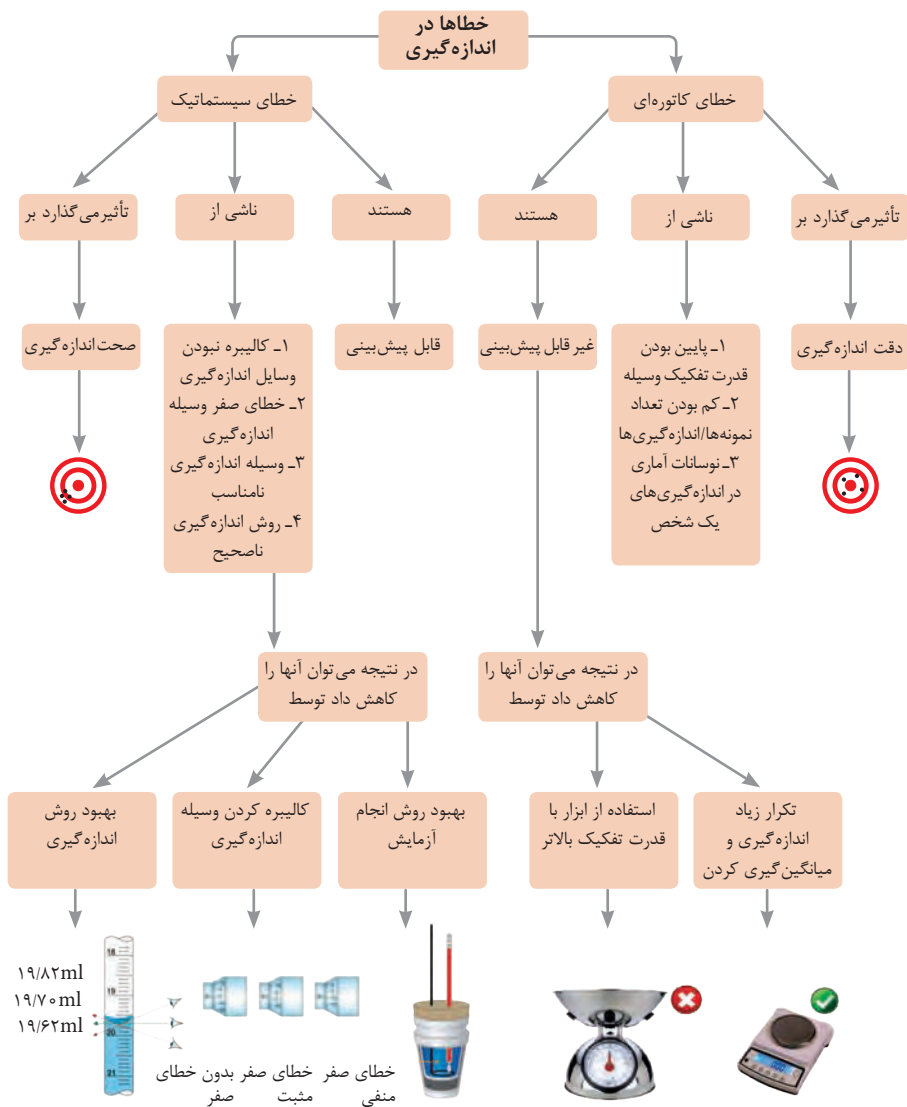 خطاها در
اندازه‌گیری
خطای کاتوره‌ای
خطای سیستماتیک
تأثیرمی‌گذارد بر
ناشی از
هستند
هستند
ناشی از
تأثیرمی‌گذارد بر
دقت اندازه‌گیری
۱ـ پایین بودن
قدرت تفکیک وسیله
۲ـ کم بودن تعداد
نمونه‌ها/اندازه‌گیری‌ها
۳ـ نوسانات آماری
در اندازه‌گیری‌های
یک شخص
غیر قابل پیش‌بینی
قابل پیش‌بینی
۱ـ کالیبره نبودن
وسایل اندازه‌گیری
۲ـ خطای صفر وسیله
اندازه‌گیری
۳ـ وسیله اندازه‌گیری
نامناسب
۴ـ روش اندازه‌گیری
ناصحیح
صحت اندازه‌گیری
در نتیجه می‌توان آنها را
کاهش داد توسط
در نتیجه می‌توان آنها را
کاهش داد توسط
تکرار زیاد
اندازه‌گیری و
میانگین‌گیری کردن
استفاده از ابزار با
قدرت تفکیک بالاتر
بهبود روش انجام
آزمایش
کالیبره کردن وسیله
اندازه‌گیری
بهبود روش
اندازه‌گیری
خطای صفر
منفی
خطای صفر
مثبت
بدون خطای
صفر
18
19
20
21
۱۹/۸۲ml
۱۹/۷۰ml
۱۹/۶۲ml